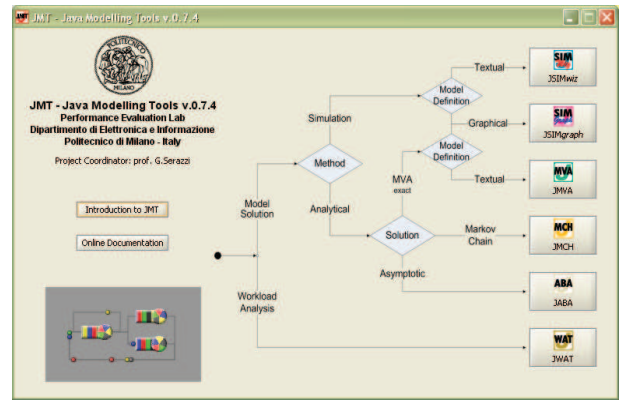 JMT - Java Modelling Tools v.0.7.4
POLITECNICO
MILANO
JMT - Java Modelling Tools v.0.7.4
Performance Evaluation Lab
Dipartimento di Elettronica e Informazione
Politecnico di Milano - Italy
Project Coordinator: prof. G.Serazzi
Introduction to JMT
Online Documentation
Model
Solution
Workload
Analysis
Simulation
Method
Analytical
Model
Definition
Textual
Graphical
Model
Definition
Textual
MVA
exact
Solution
Markov
Chain
Asymptotic
SIM
JSIMwiz
SIM
JSIMgraph
MVA
JMVA
MCH
JMCH
ABA
JABA
WAT
JWAT